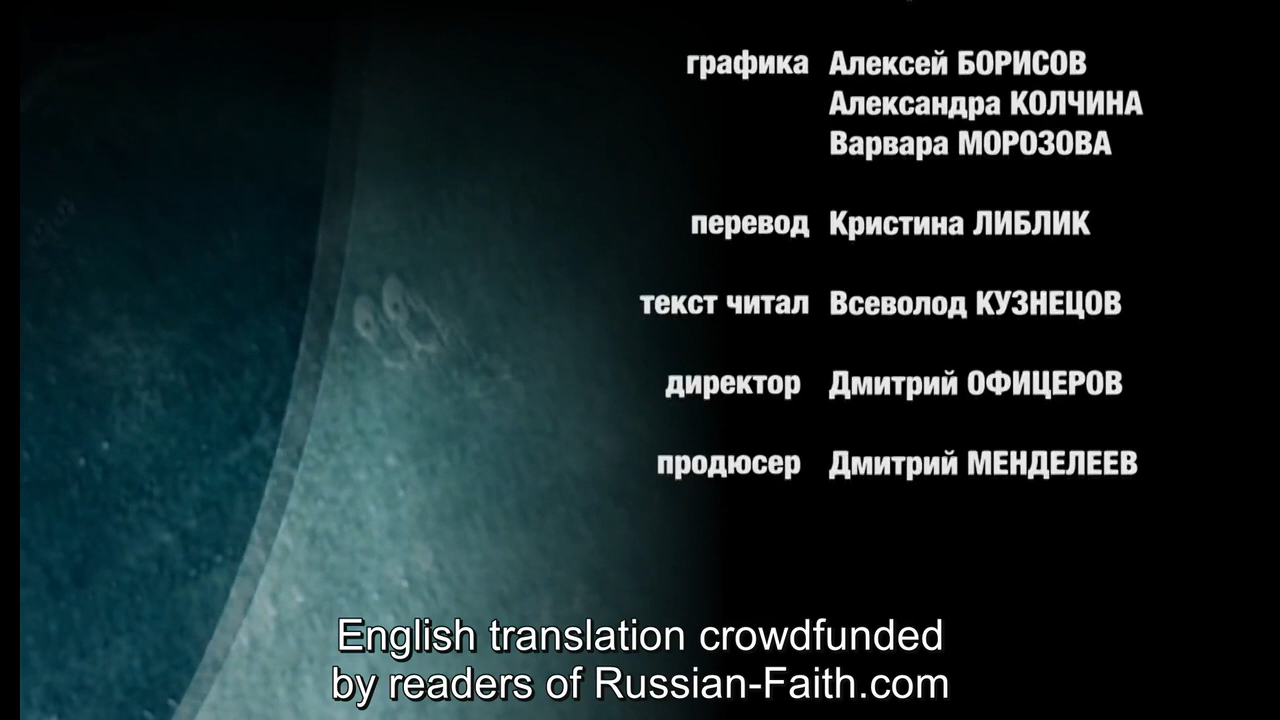 графика Алексей БОРИСОВ
Александра КОЛЧИНА
Варвара МОРОЗОВА
перевод Кристина ЛИБЛИК
текст читал Всеволод КУЗНЕЦОВ
директор Дмитрий ОФИЦЕРОВ
продюсер Дмитрий МЕНДЕЛЕЕВ
English translation crowdfunded
by readers of Russian-Faith.com